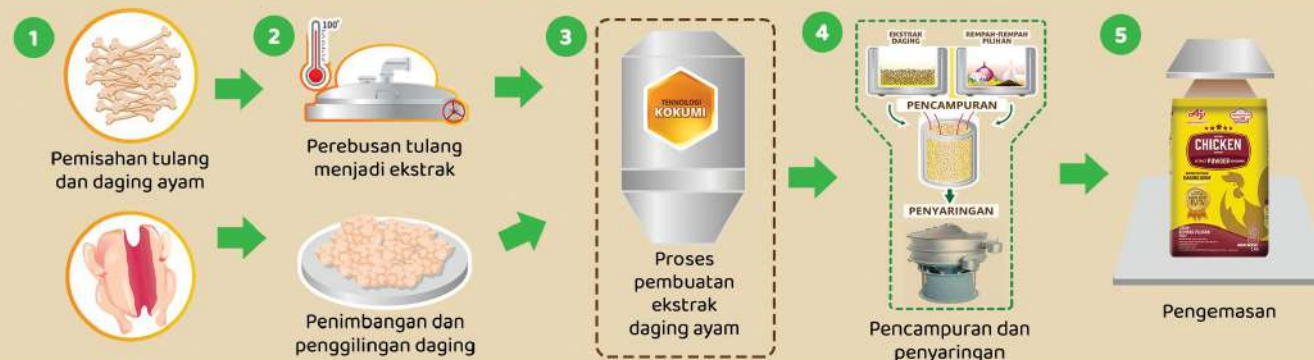 1
Pemisahan tulang
dan daging ayam
2
100°
Perebusan tulang
menjadi ekstrak
Penimbangan dan
penggilingan daging
3
TEKNOLOGI
KOKUMI
Proses
pembuatan
ekstrak
daging ayam
4
EKSTRAK
DAGING
REMPAH-REMPAH
PILIHAN
PENCAMPURAN
PENYARINGAN
Pencampuran dan
penyaringan
5
CHICKEN
POWDER
Pengemasan